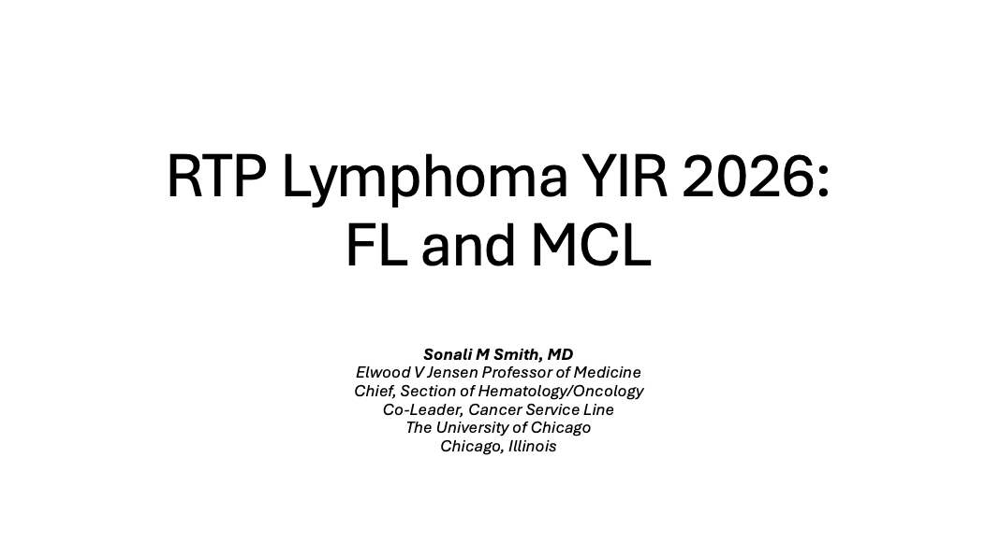 RTP Lymphoma YIR 2026:
FL and MCL
Sonali M Smith, MD
Elwood V Jensen Professor of Medicine
Chief, Section of Hematology/Oncology
Co-Leader, Cancer Service Line
The University of Chicago
Chicago, Illinois